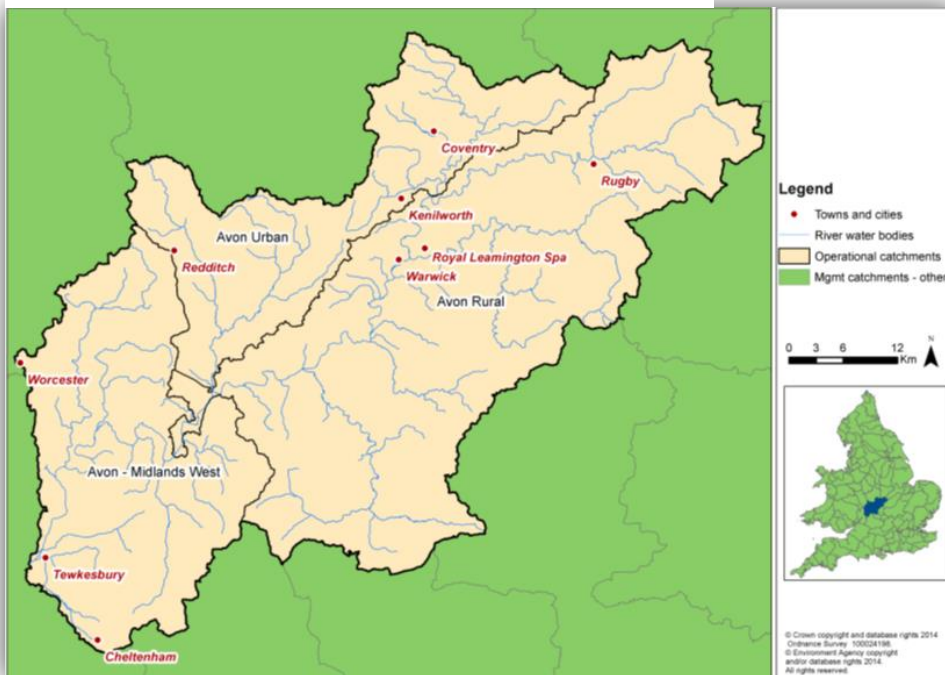 Coventry
Rugby
Kenilworth
Avon Urban
Royal Leamington Spa
Redditch
Warwick
Avon Rural
Worcester
Avon - Midlands West
Tewkesbury
Cheltenham
Legend
Towns and cities
River water bodies
Operational catchments
Mgmt catchments - other
N
0 3 6 12
Km
© Crown copyright and database rights 2014
Ordnance Survey 100024198.
© Environment Agency copyright
and/or database rights 2014.
All rights reserved.